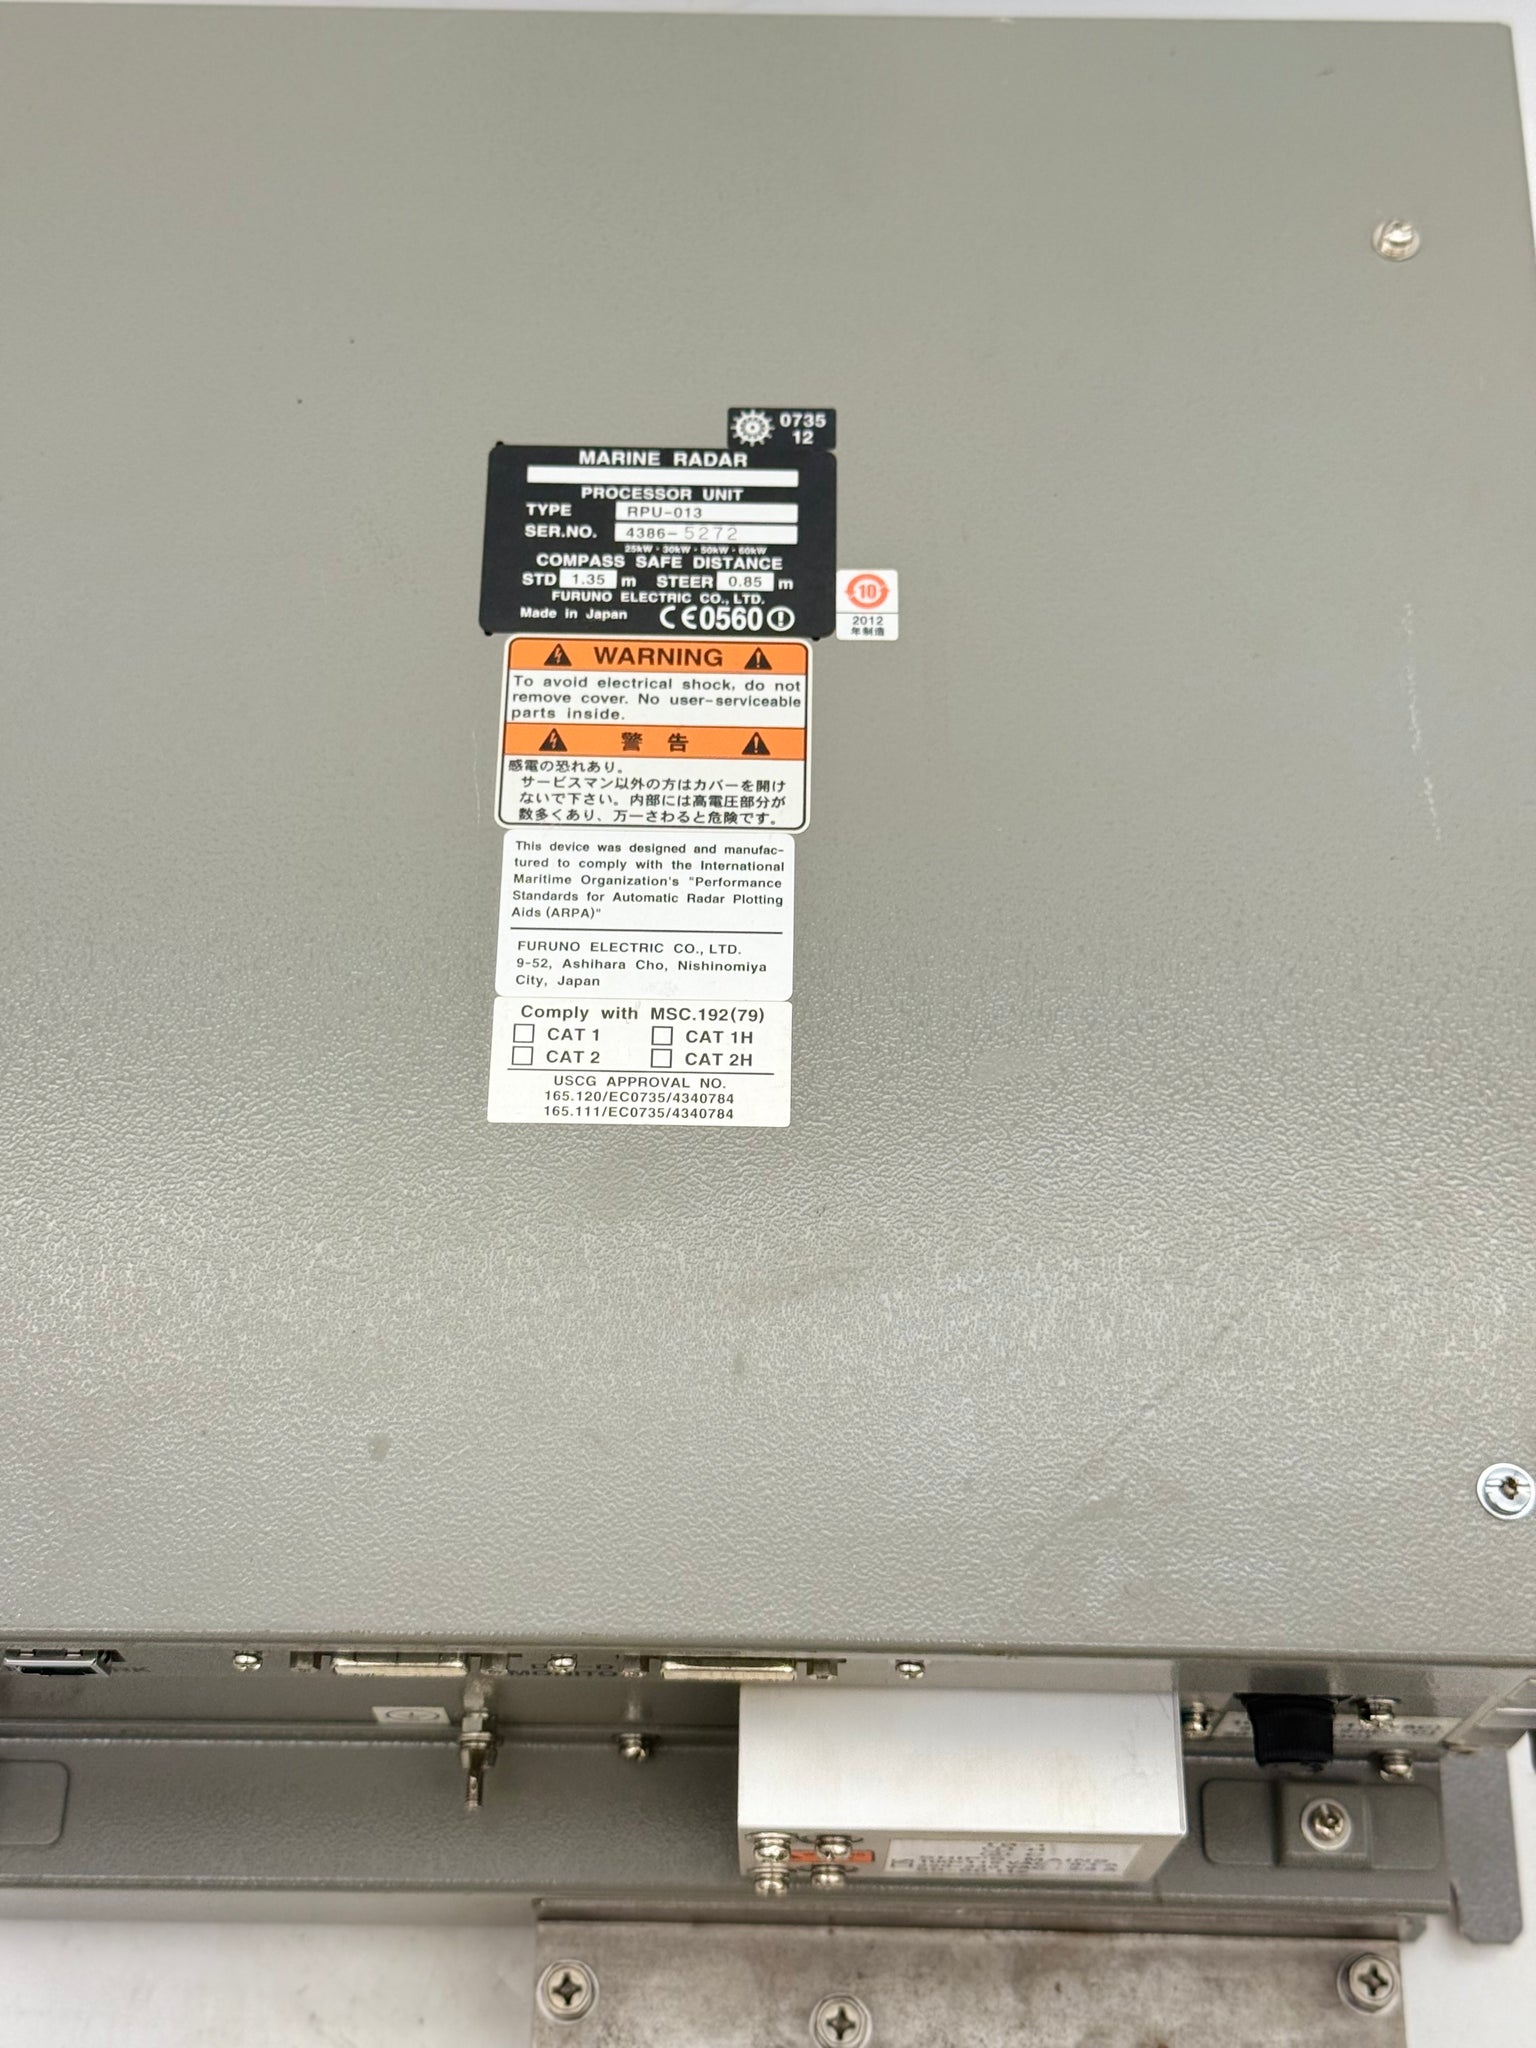 0735
12
MARINE RADAR
PROCESSOR UNIT
TYPE RPU-013
SER.NO. 4386-5272
25kW・30kW・50kW・60kW
COMPASS SAFE DISTANCE
STD 1.35 m STEER 0.85 m
FURUNO ELECTRIC CO., LTD.
Made in Japan CE0560
10
2012
年制造
WARNING
To avoid electrical shock, do not
remove cover. No user-serviceable
parts inside.
警告
感電の恐れあり。
サービスマン以外の方はカバーを開け
ないで下さい。内部には高電圧部分が
数多くあり、万一さわると危険です。
This device was designed and manufac-
tured to comply with the International
Maritime Organization's "Performance
Standards for Automatic Radar Plotting
Aids (ARPA)"
FURUNO ELECTRIC CO., LTD.
9-52, Ashihara Cho, Nishinomiya
City, Japan
Comply with MSC.192(79)
CAT 1 CAT 1H
CAT 2 CAT 2H
USCG APPROVAL NO.
165.120/EC0735/4340784
165.111/EC0735/4340784